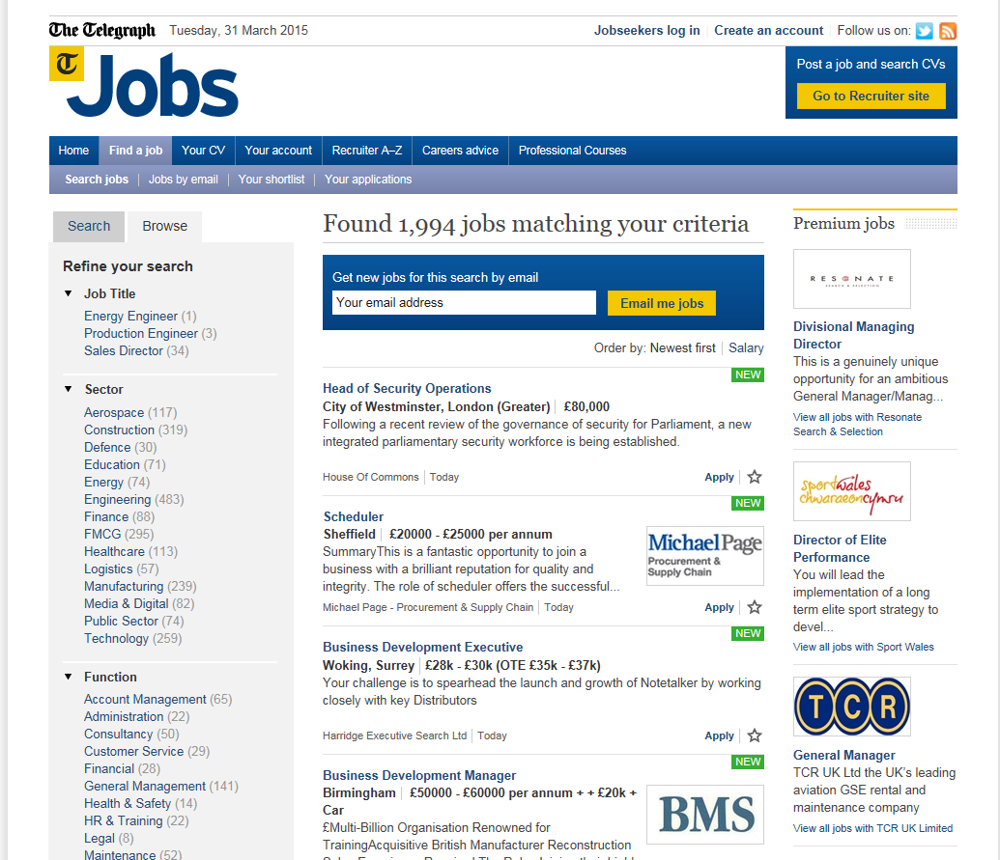 The Telegraph Tuesday, 31 March 2015
Jobseekers log in Create an account Follow us on:
T Jobs
Post a job and search CVs
Go to Recruiter site
Home Find a job Your CV Your account Recruiter A–Z Careers advice Professional Courses
Search jobs Jobs by email Your shortlist Your applications
Search Browse
Refine your search
Job Title
Energy Engineer (1)
Production Engineer (3)
Sales Director (34)
Sector
Aerospace (117)
Construction (319)
Defence (30)
Education (71)
Energy (74)
Engineering (483)
Finance (88)
FMCG (295)
Healthcare (113)
Logistics (57)
Manufacturing (239)
Media & Digital (82)
Public Sector (74)
Technology (259)
Function
Account Management (65)
Administration (22)
Consultancy (50)
Customer Service (29)
Financial (28)
General Management (141)
Health & Safety (14)
HR & Training (22)
Legal (8)
Maintenance (52)
Found 1,994 jobs matching your criteria
Get new jobs for this search by email
Your email address Email me jobs
Order by: Newest first Salary
NEW
Head of Security Operations
City of Westminster, London (Greater) £80,000
Following a recent review of the governance of security for Parliament, a new
integrated parliamentary security workforce is being established.
House Of Commons Today Apply
NEW
Scheduler
Sheffield £20000 - £25000 per annum
SummaryThis is a fantastic opportunity to join a
business with a brilliant reputation for quality and
integrity. The role of scheduler offers the successful...
Michael Page
Procurement &
Supply Chain
Michael Page - Procurement & Supply Chain Today Apply
NEW
Business Development Executive
Woking, Surrey £28k - £30k (OTE £35k - £37k)
Your challenge is to spearhead the launch and growth of Notetalker by working
closely with key Distributors
Harridge Executive Search Ltd Today Apply
NEW
Business Development Manager
Birmingham £50000 - £60000 per annum + + £20k +
Car
£Multi-Billion Organisation Renowned for
TrainingAcquisitive British Manufacturer Reconstruction
BMS
Premium jobs
RESONATE
SEARCH & SELECTION
Divisional Managing
Director
This is a genuinely unique
opportunity for an ambitious
General Manager/Manag...
View all jobs with Resonate
Search & Selection
sportwales
chwaraeoncymru
Director of Elite
Performance
You will lead the
implementation of a long
term elite sport strategy to
devel...
View all jobs with Sport Wales
TCR
General Manager
TCR UK Ltd the UK's leading
aviation GSE rental and
maintenance company
View all jobs with TCR UK Limited